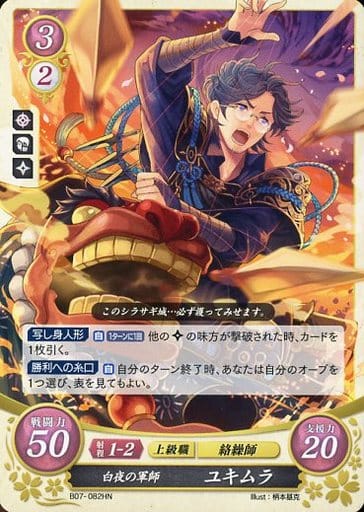 3
2
このシラサギ城…必ず護ってみせます。
写し身人形 自 1ターンに1回 他の の味方が撃破された時、カードを
1枚引く。
勝利への糸口 自 自分のターン終了時、あなたは自分のオーブを
1つ選び、表を見てもよい。
戦闘力
50
射程 1-2 上級職 絡繰師
支援力
20
白夜の軍師 ユキムラ
B07-082HN
Illust：柄本基克